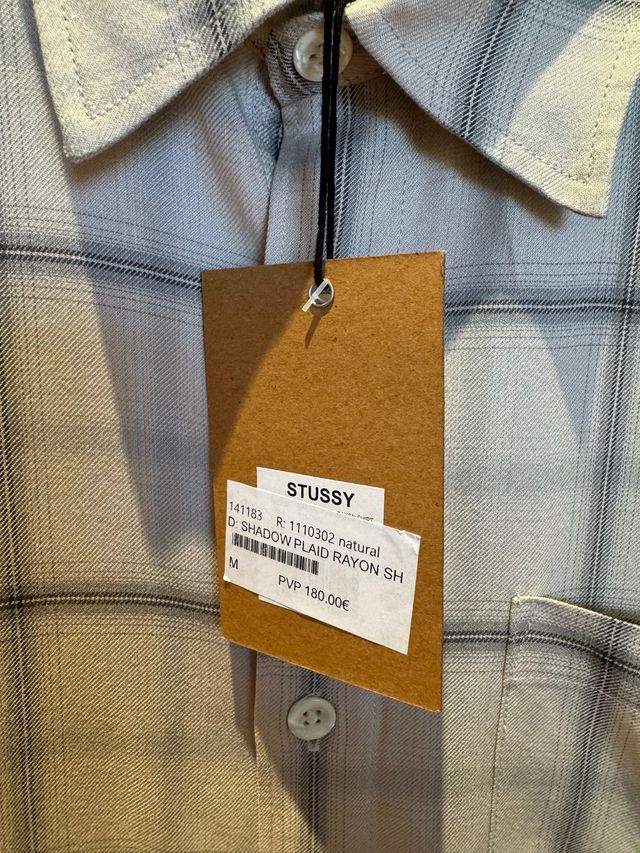 STUSSY
141183 R: 1110302 natural
D: SHADOW PLAID RAYON SH
M PVP 180.00€